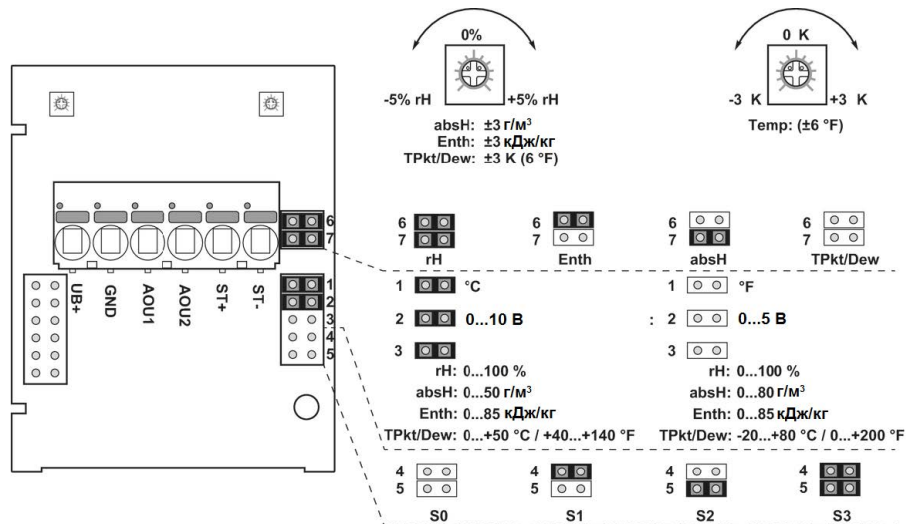 0%
-5% rH +5% rH
absH: ±3 г/м³
Enth: ±3 кДж/кг
TPkt/Dew: ±3 K (6 °F)
0 K
-3 K +3 K
Temp: (±6 °F)
6
7
1
2
3
4
5
UB+
GND
AOU1
AOU2
ST+
ST-
6
7
rH
6
7
Enth
6
7
absH
6
7
TPkt/Dew
1 °C
2 0...10 В
3
rH: 0...100 %
absH: 0...50 г/м³
Enth: 0...85 кДж/кг
TPkt/Dew: 0...+50 °C / +40...+140 °F
1 °F
: 2 0...5 В
3
rH: 0...100 %
absH: 0...80 г/м³
Enth: 0...85 кДж/кг
TPkt/Dew: -20...+80 °C / 0...+200 °F
4
5
S0
4
5
S1
4
5
S2
4
5
S3